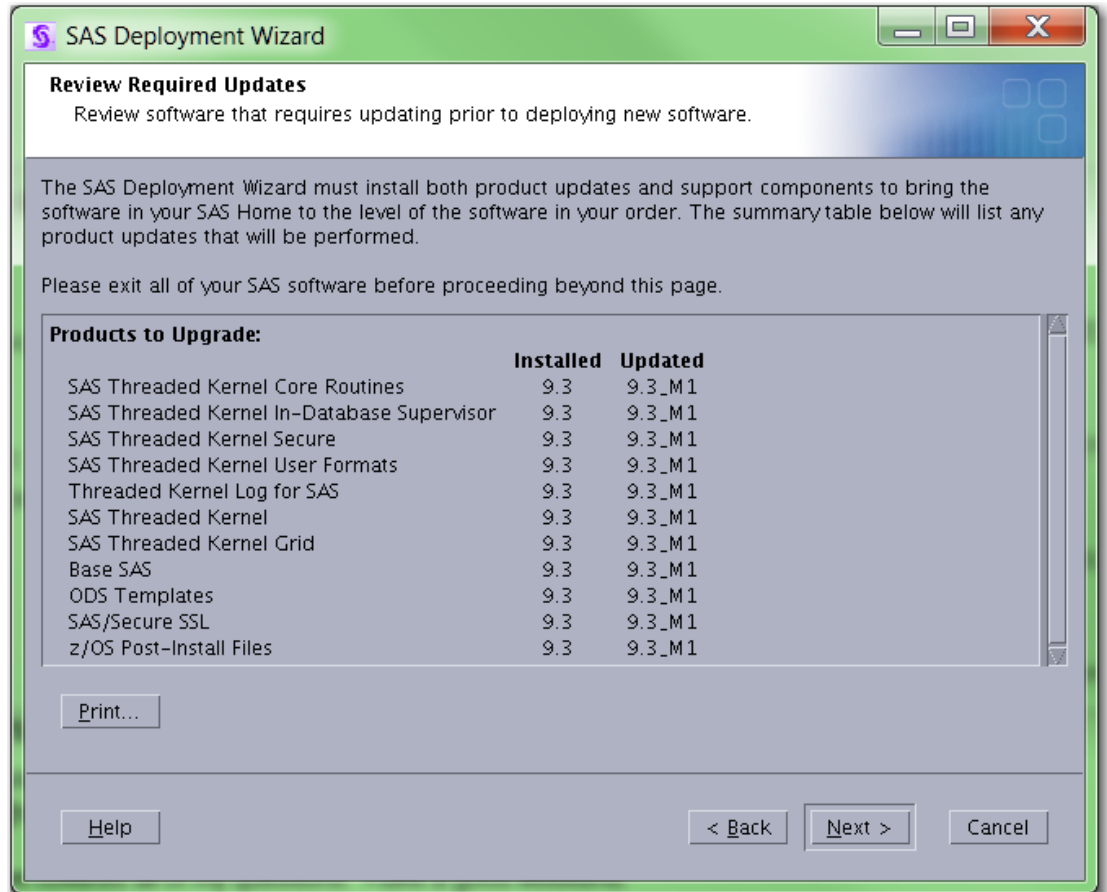 SAS Deployment Wizard
Review Required Updates
Review software that requires updating prior to deploying new software.
The SAS Deployment Wizard must install both product updates and support components to bring the
software in your SAS Home to the level of the software in your order. The summary table below will list any
product updates that will be performed.
Please exit all of your SAS software before proceeding beyond this page.
Products to Upgrade:
Installed Updated
SAS Threaded Kernel Core Routines 9.3 9.3_M1
SAS Threaded Kernel In-Database Supervisor 9.3 9.3_M1
SAS Threaded Kernel Secure 9.3 9.3_M1
SAS Threaded Kernel User Formats 9.3 9.3_M1
Threaded Kernel Log for SAS 9.3 9.3_M1
SAS Threaded Kernel 9.3 9.3_M1
SAS Threaded Kernel Grid 9.3 9.3_M1
Base SAS 9.3 9.3_M1
ODS Templates 9.3 9.3_M1
SAS/Secure SSL 9.3 9.3_M1
z/OS Post-Install Files 9.3 9.3_M1
Print...
Help < Back Next > Cancel